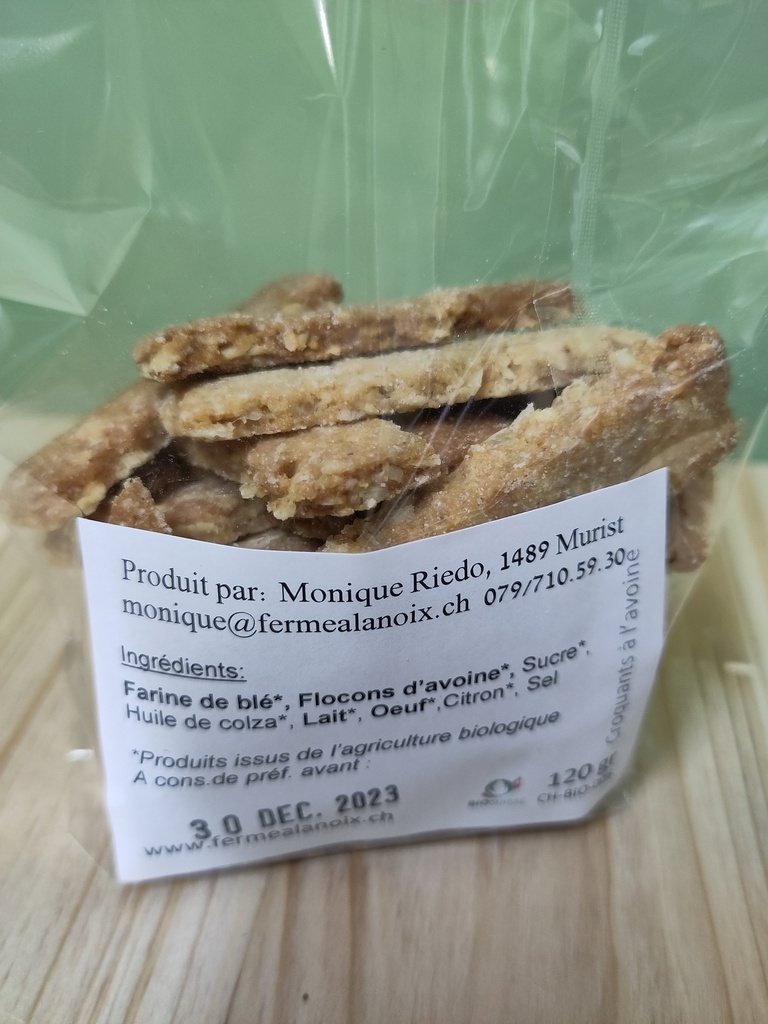 Produit par: Monique Riedo, 1489 Murist
monique@fermealanoix.ch 079/710.59.30
Ingrédients:
Farine de blé*, Flocons d'avoine*, Sucre*,
Huile de colza*, Lait*, Oeuf*,Citron*, Sel
*Produits issus de l'agriculture biologique
A cons.de préf. avant :
30 DEC. 2023
www.fermealanoix.ch
120 gr
CH-BIO-
Croquants à l'avoine